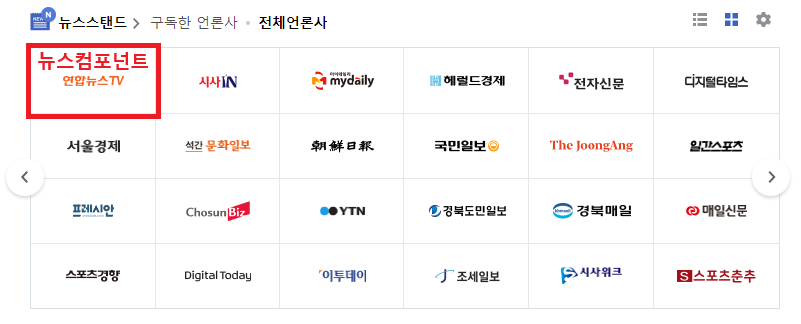 NEW N 뉴스스탠드 > 구독한 언론사 • 전체언론사
뉴스컴포넌트
연합뉴스TV 시사IN 마이데일리 mydaily 헤럴드경제 전자신문 디지털타임스
서울경제 석간 문화일보 朝鮮日報 국민일보 The JoongAng 일간스포츠
프레시안 ChosunBiz YTN 경북도민일보 경북매일 매일신문
스포츠경향 Digital Today 이투데이 조세일보 시사위크 S 스포츠춘추